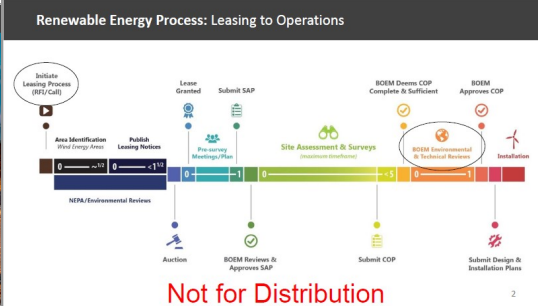 Renewable Energy Process: Leasing to Operations
Initiate
Leasing Process
(RFI/Call)
Lease
Granted
Submit SAP
BOEM Deems COP
Complete & Sufficient
BOEM
Approves COP
Area Identification
Wind Energy Areas
Publish
Leasing Notices
Pre-survey
Meetings/Plan
Site Assessment & Surveys
(maximum timeframe)
BOEM Environmental
& Technical Reviews
Installation
0 ~1/2 0 <1 1/2 0 1 0 <5 0 1
NEPA/Environmental Reviews
Auction
BOEM Reviews &
Approves SAP
Submit COP
Submit Design &
Installation Plans
Not for Distribution
2